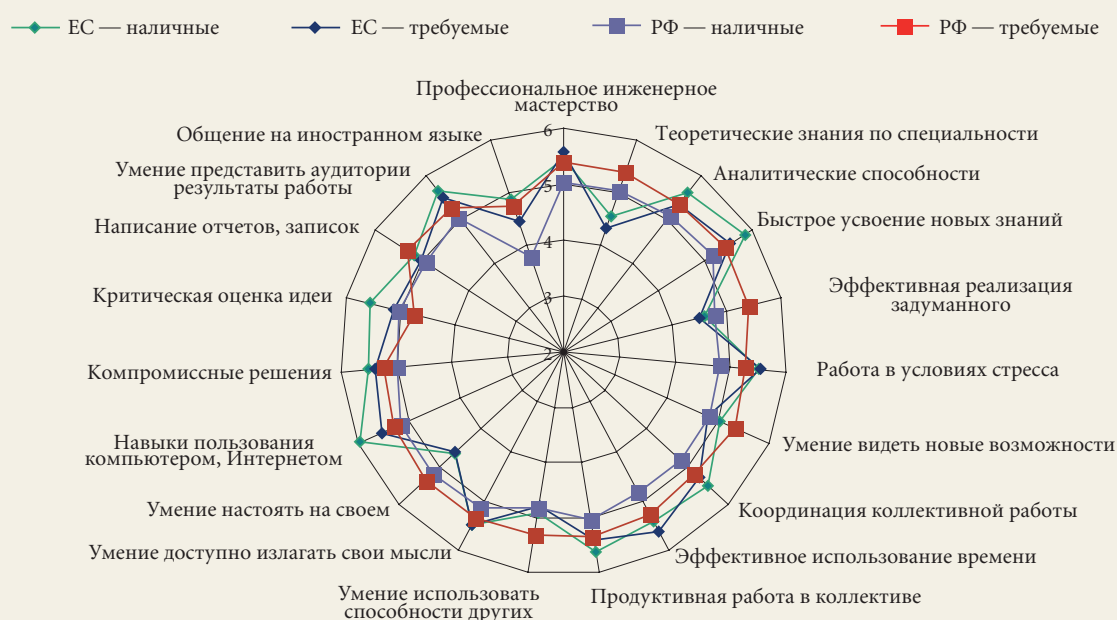 ЕС — наличные
ЕС — требуемые
РФ — наличные
РФ — требуемые
Профессиональное инженерное
мастерство
Теоретические знания по специальности
Аналитические способности
Быстрое усвоение новых знаний
Эффективная реализация
задуманного
Работа в условиях стресса
Умение видеть новые возможности
Координация коллективной работы
Эффективное использование времени
Продуктивная работа в коллективе
Умение использовать
способности других
Умение доступно излагать свои мысли
Умение настоять на своем
Навыки пользования
компьютером, Интернетом
Компромиссные решения
Критическая оценка идеи
Написание отчетов, записок
Умение представить аудитории
результаты работы
Общение на иностранном языке
6
5
4
3
2